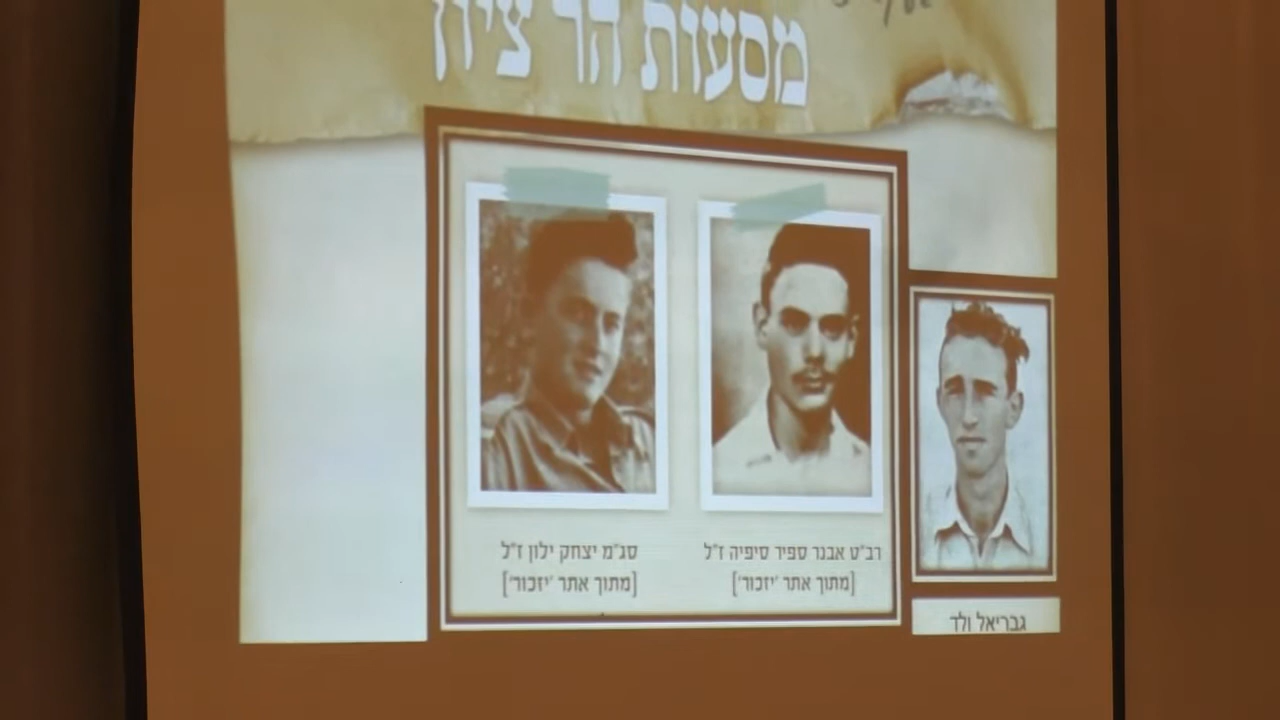 מסעות הר ציון
רב"ט אבנר ספיר סיפיה ז"ל
[מתוך אתר 'יזכור']
סג"מ יצחק ילון ז"ל
[מתוך אתר 'יזכור']
גבריאל ולד